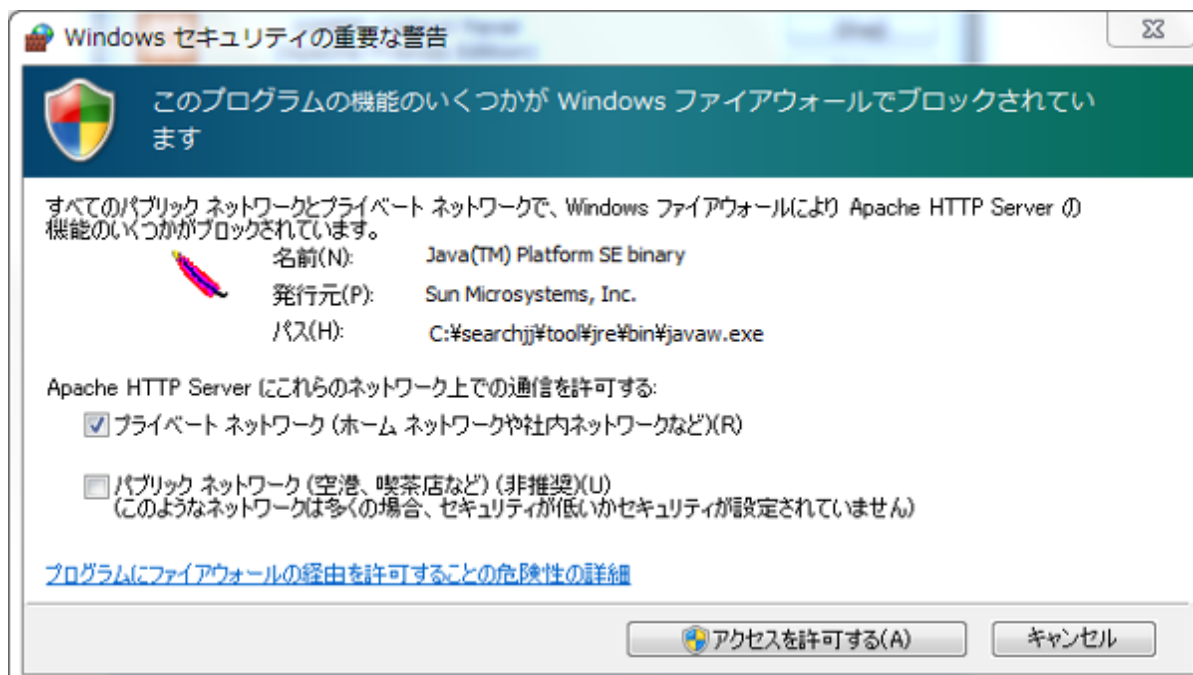 Windows セキュリティの重要な警告
このプログラムの機能のいくつかが Windows ファイアウォールでブロックされてい
ます
すべてのパブリック ネットワークとプライベート ネットワークで、Windows ファイアウォールにより Apache HTTP Server の
機能のいくつかがブロックされています。
名前(N): Java(TM) Platform SE binary
発行元(P): Sun Microsystems, Inc.
パス(H): C:¥searchjj¥tool¥jre¥bin¥javaw.exe
Apache HTTP Server にこれらのネットワーク上での通信を許可する:
プライベート ネットワーク (ホーム ネットワークや社内ネットワークなど)(R)
パブリック ネットワーク (空港、喫茶店など) (非推奨)(U)
(このようなネットワークは多くの場合、セキュリティが低いかセキュリティが設定されていません)
プログラムにファイアウォールの経由を許可することの危険性の詳細
アクセスを許可する(A) キャンセル